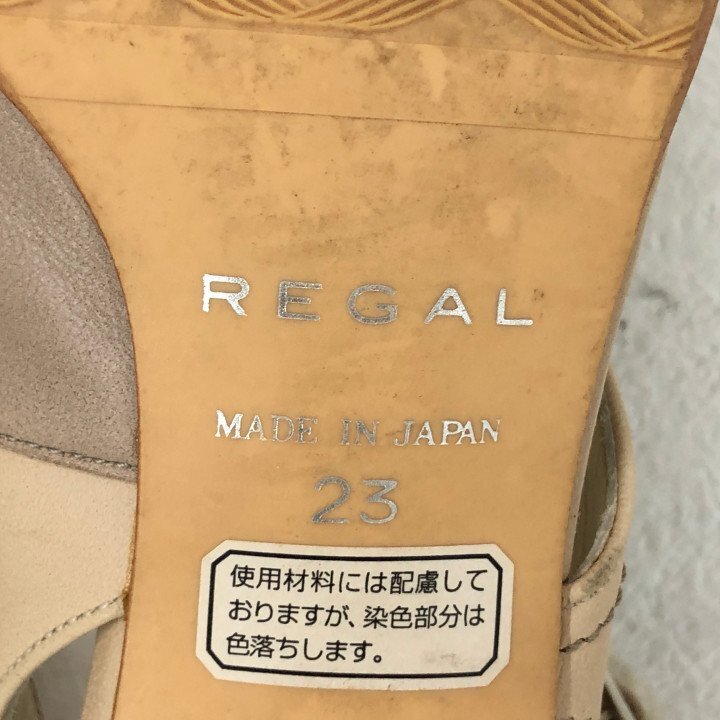 REGAL
MADE IN JAPAN
23
使用材料には配慮して
おりますが、染色部分は
色落ちします。